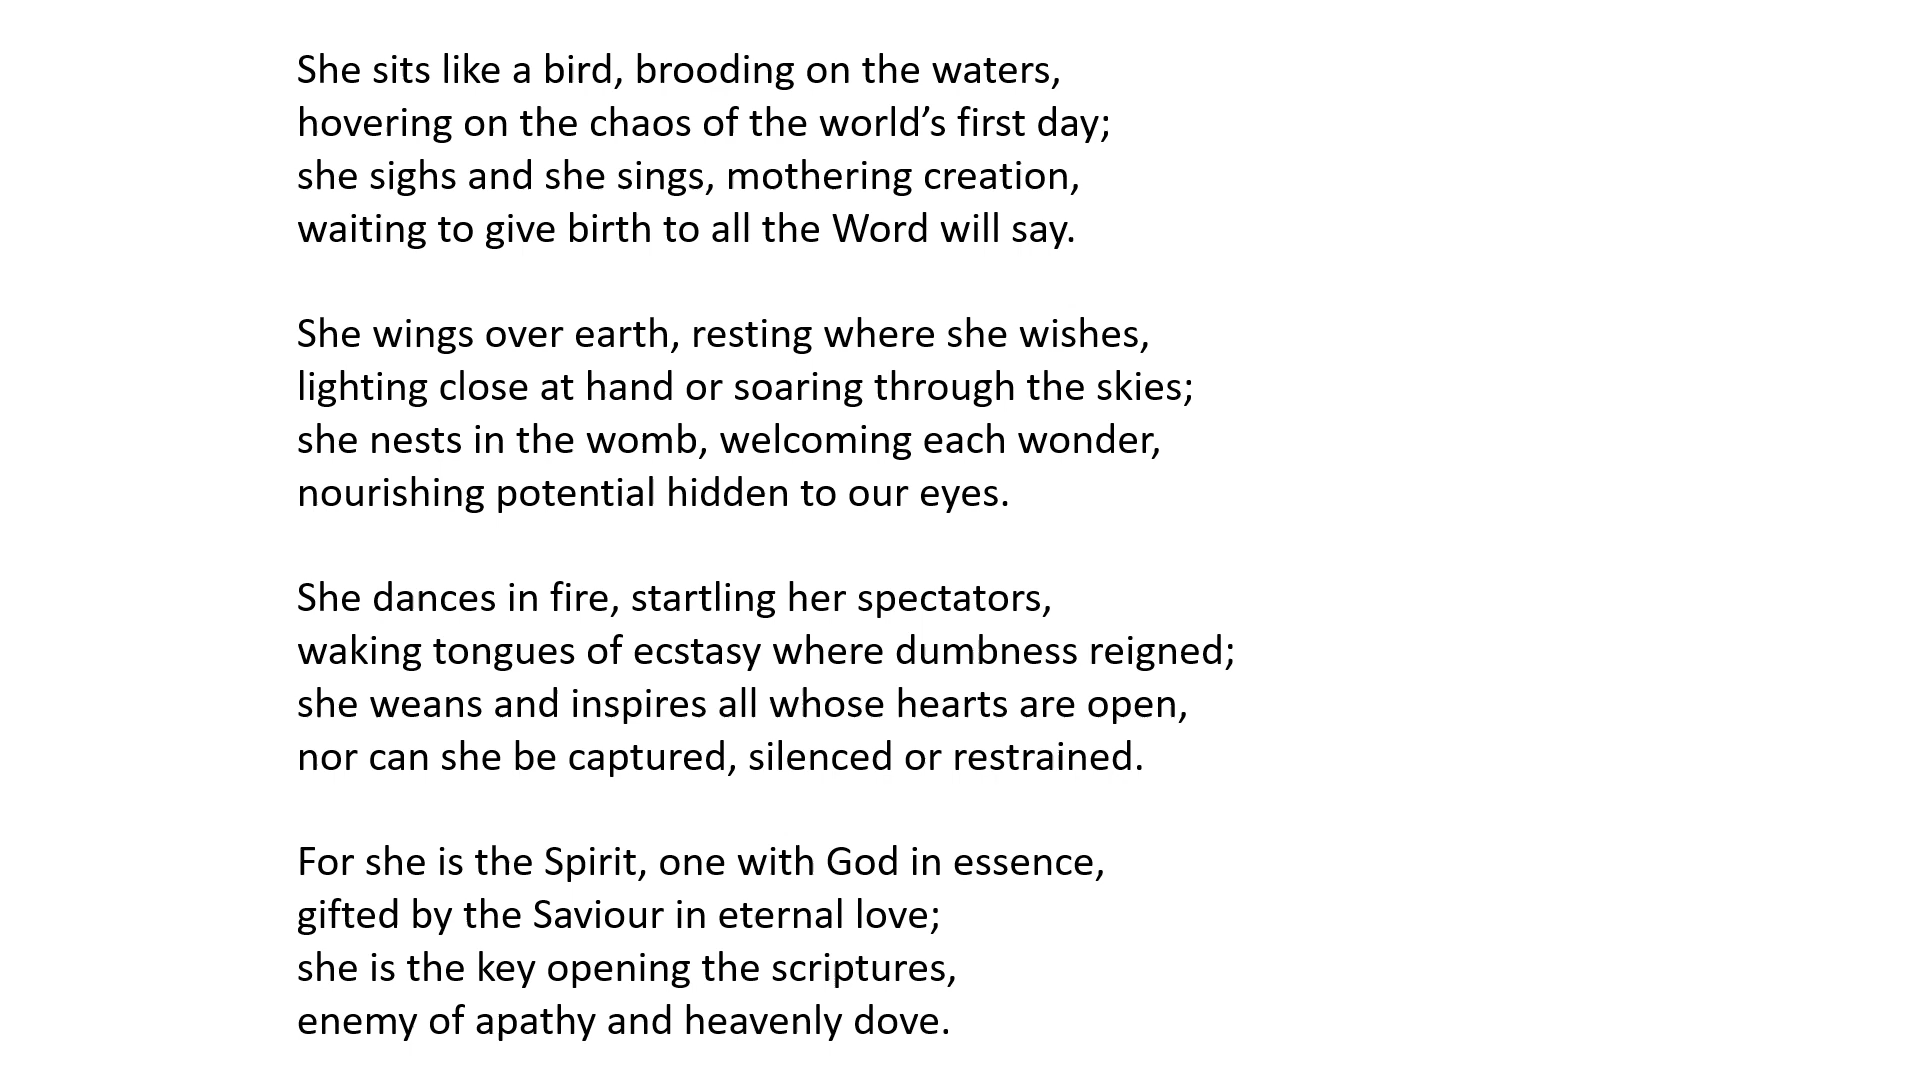 She sits like a bird, brooding on the waters,
hovering on the chaos of the world’s first day;
she sighs and she sings, mothering creation,
waiting to give birth to all the Word will say.

She wings over earth, resting where she wishes,
lighting close at hand or soaring through the skies;
she nests in the womb, welcoming each wonder,
nourishing potential hidden to our eyes.

She dances in fire, startling her spectators,
waking tongues of ecstasy where dumbness reigned;
she weans and inspires all whose hearts are open,
nor can she be captured, silenced or restrained.

For she is the Spirit, one with God in essence,
gifted by the Saviour in eternal love;
she is the key opening the scriptures,
enemy of apathy and heavenly dove.